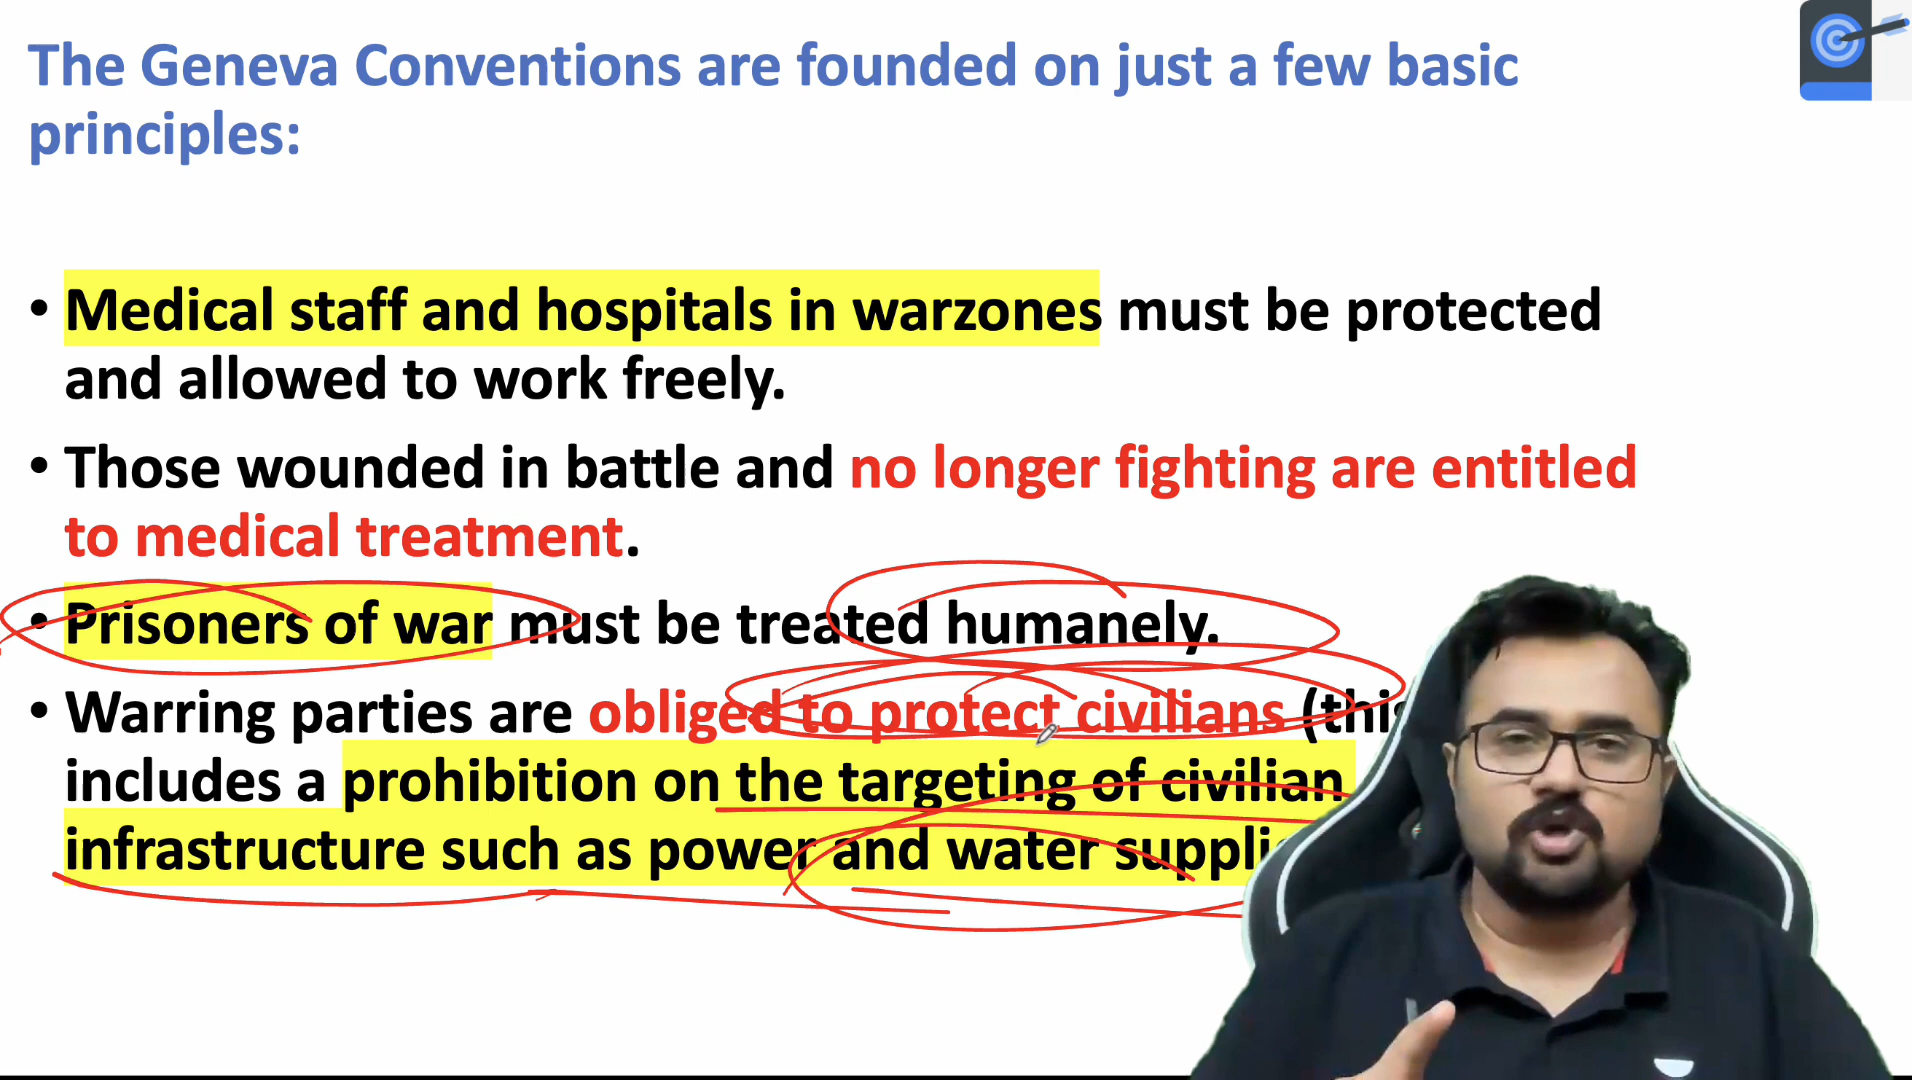 The Geneva Conventions are founded on just a few basic
principles:
• Medical staff and hospitals in warzones must be protected
and allowed to work freely.
• Those wounded in battle and no longer fighting are entitled
to medical treatment.
• Prisoners of war must be treated humanely.
• Warring parties are obliged to protect civilians (this
includes a prohibition on the targeting of civilian
infrastructure such as power and water